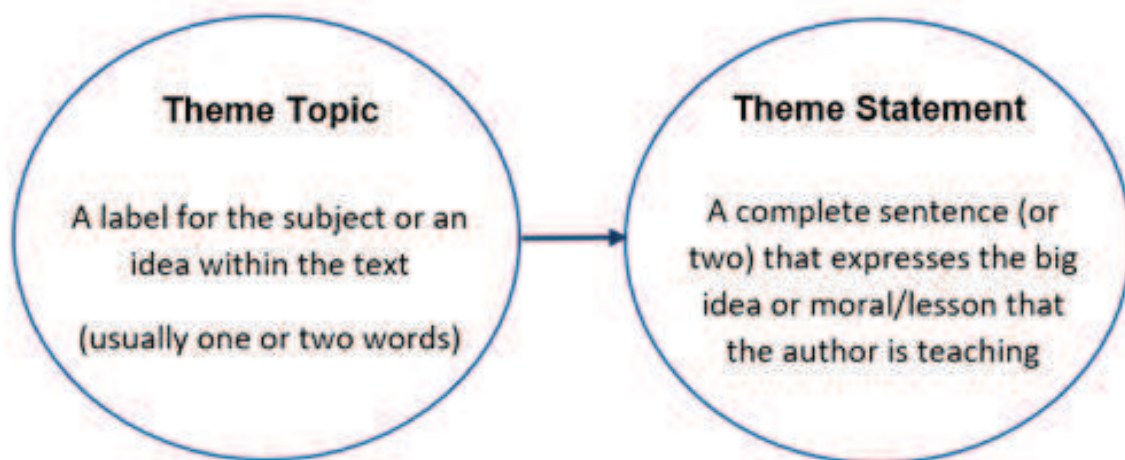 Theme Topic
A label for the subject or an
idea within the text
(usually one or two words)
Theme Statement
A complete sentence (or
two) that expresses the big
idea or moral/lesson that
the author is teaching